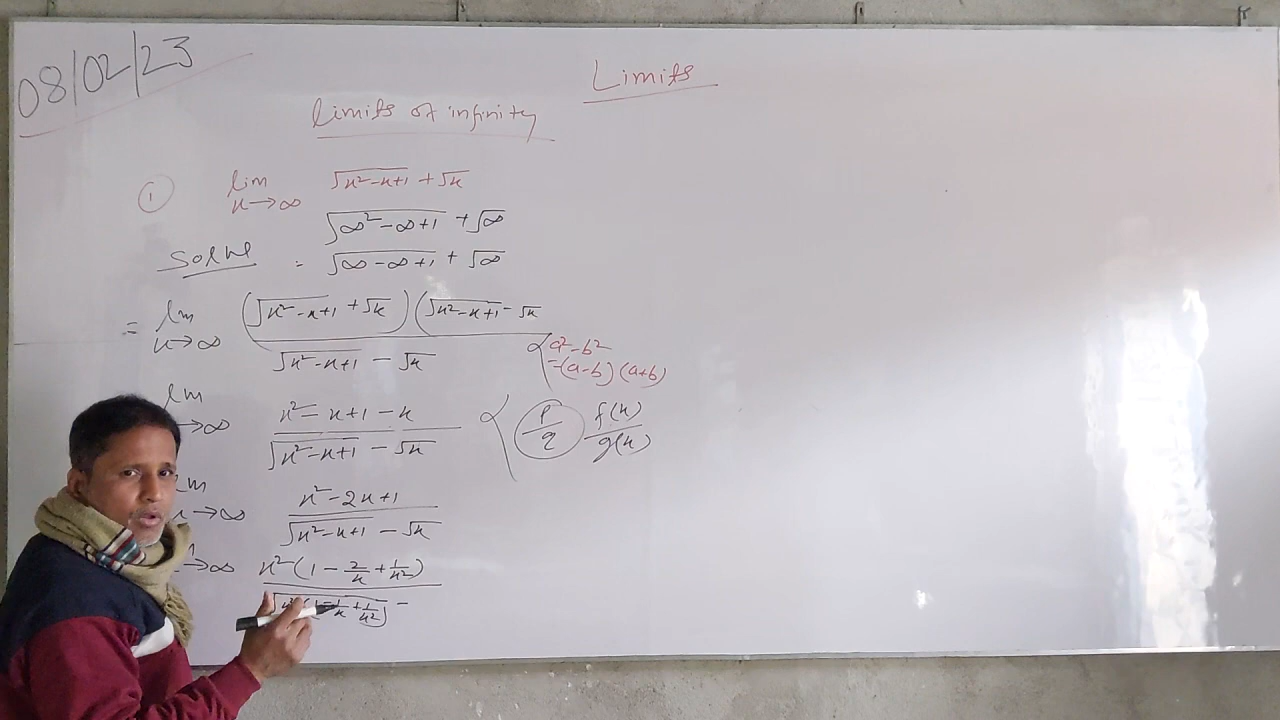 08/02/23
Limits
limits of infinity
① lim x→∞ √(x²-x+1) + √x
√(∞²-∞+1) + √∞
Solve = √(∞-∞+1) + √∞
= lim x→∞ (√(x²-x+1) + √x)(√(x²-x+1) - √x / √(x²-x+1) - √x
a²-b²
=(a-b)(a+b)
lim →∞ x²-x+1-x / √(x²-x+1) - √x
p/q f(x)/g(x)
m x→∞ x²-2x+1 / √(x²-x+1) - √x
→∞ x²(1-2/x+1/x²) / √(x²(1-1/x+1/x²)) -